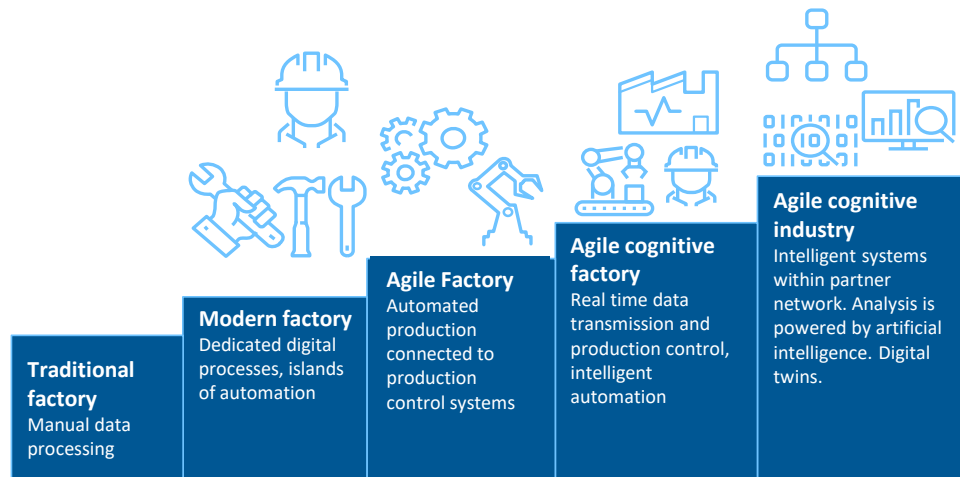 Traditional
factory
Manual data
processing
Modern factory
Dedicated digital
processes, islands
of automation
Agile Factory
Automated
production
connected to
production
control systems
Agile cognitive
factory
Real time data
transmission and
production control,
intelligent
automation
Agile cognitive
industry
Intelligent systems
within partner
network. Analysis is
powered by artificial
intelligence. Digital
twins.